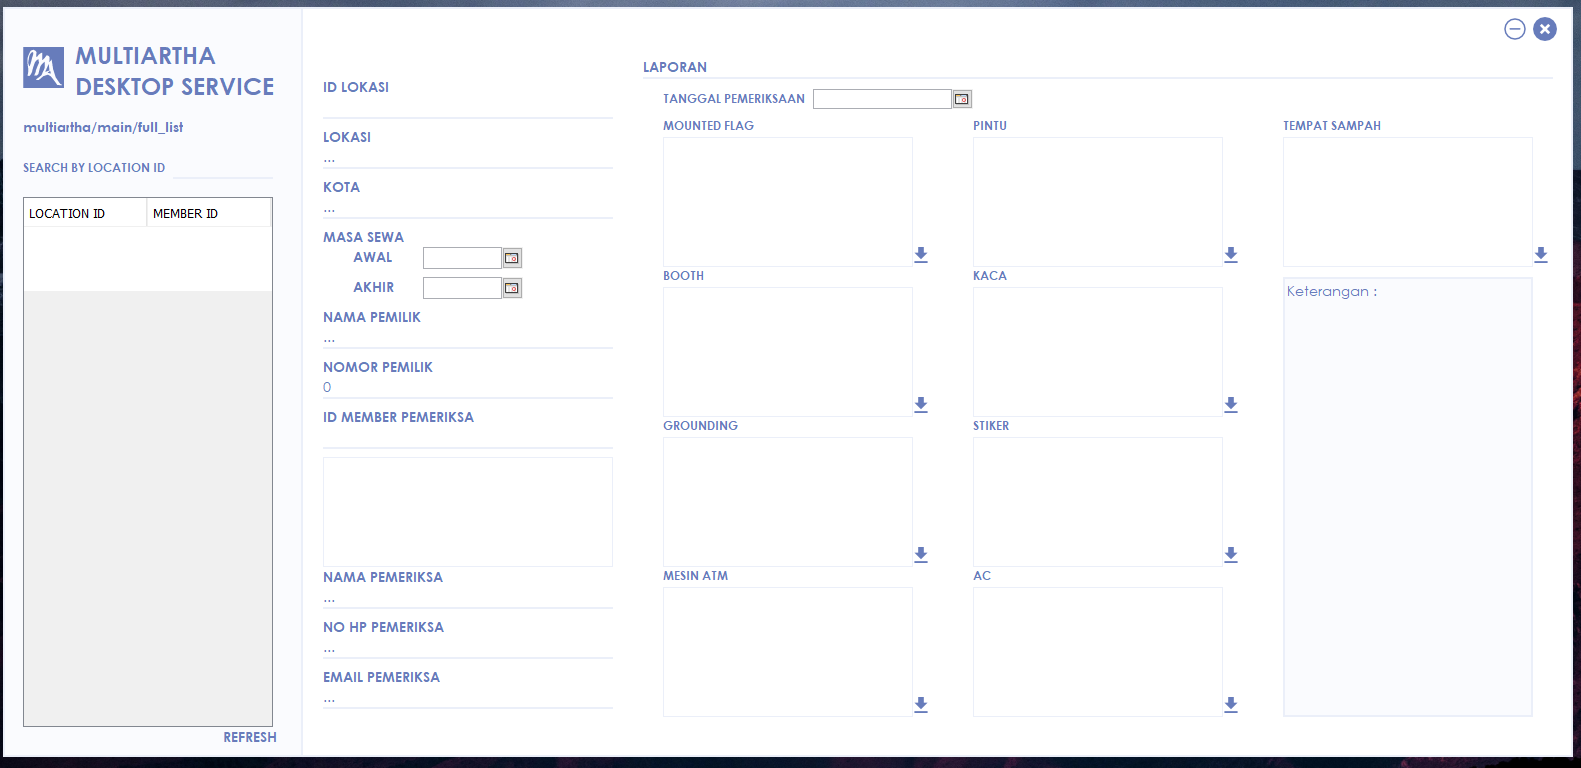 MULTIARTHA
DESKTOP SERVICE
multiartha/main/full_list
SEARCH BY LOCATION ID
LOCATION ID
MEMBER ID
REFRESH
ID LOKASI
LOKASI
...
KOTA
...
MASA SEWA
AWAL
AKHIR
NAMA PEMILIK
...
NOMOR PEMILIK
0
ID MEMBER PEMERIKSA
NAMA PEMERIKSA
...
NO HP PEMERIKSA
...
EMAIL PEMERIKSA
...
LAPORAN
TANGGAL PEMERIKSAAN
MOUNTED FLAG
PINTU
TEMPAT SAMPAH
BOOTH
KACA
Keterangan :
GROUNDING
STIKER
MESIN ATM
AC